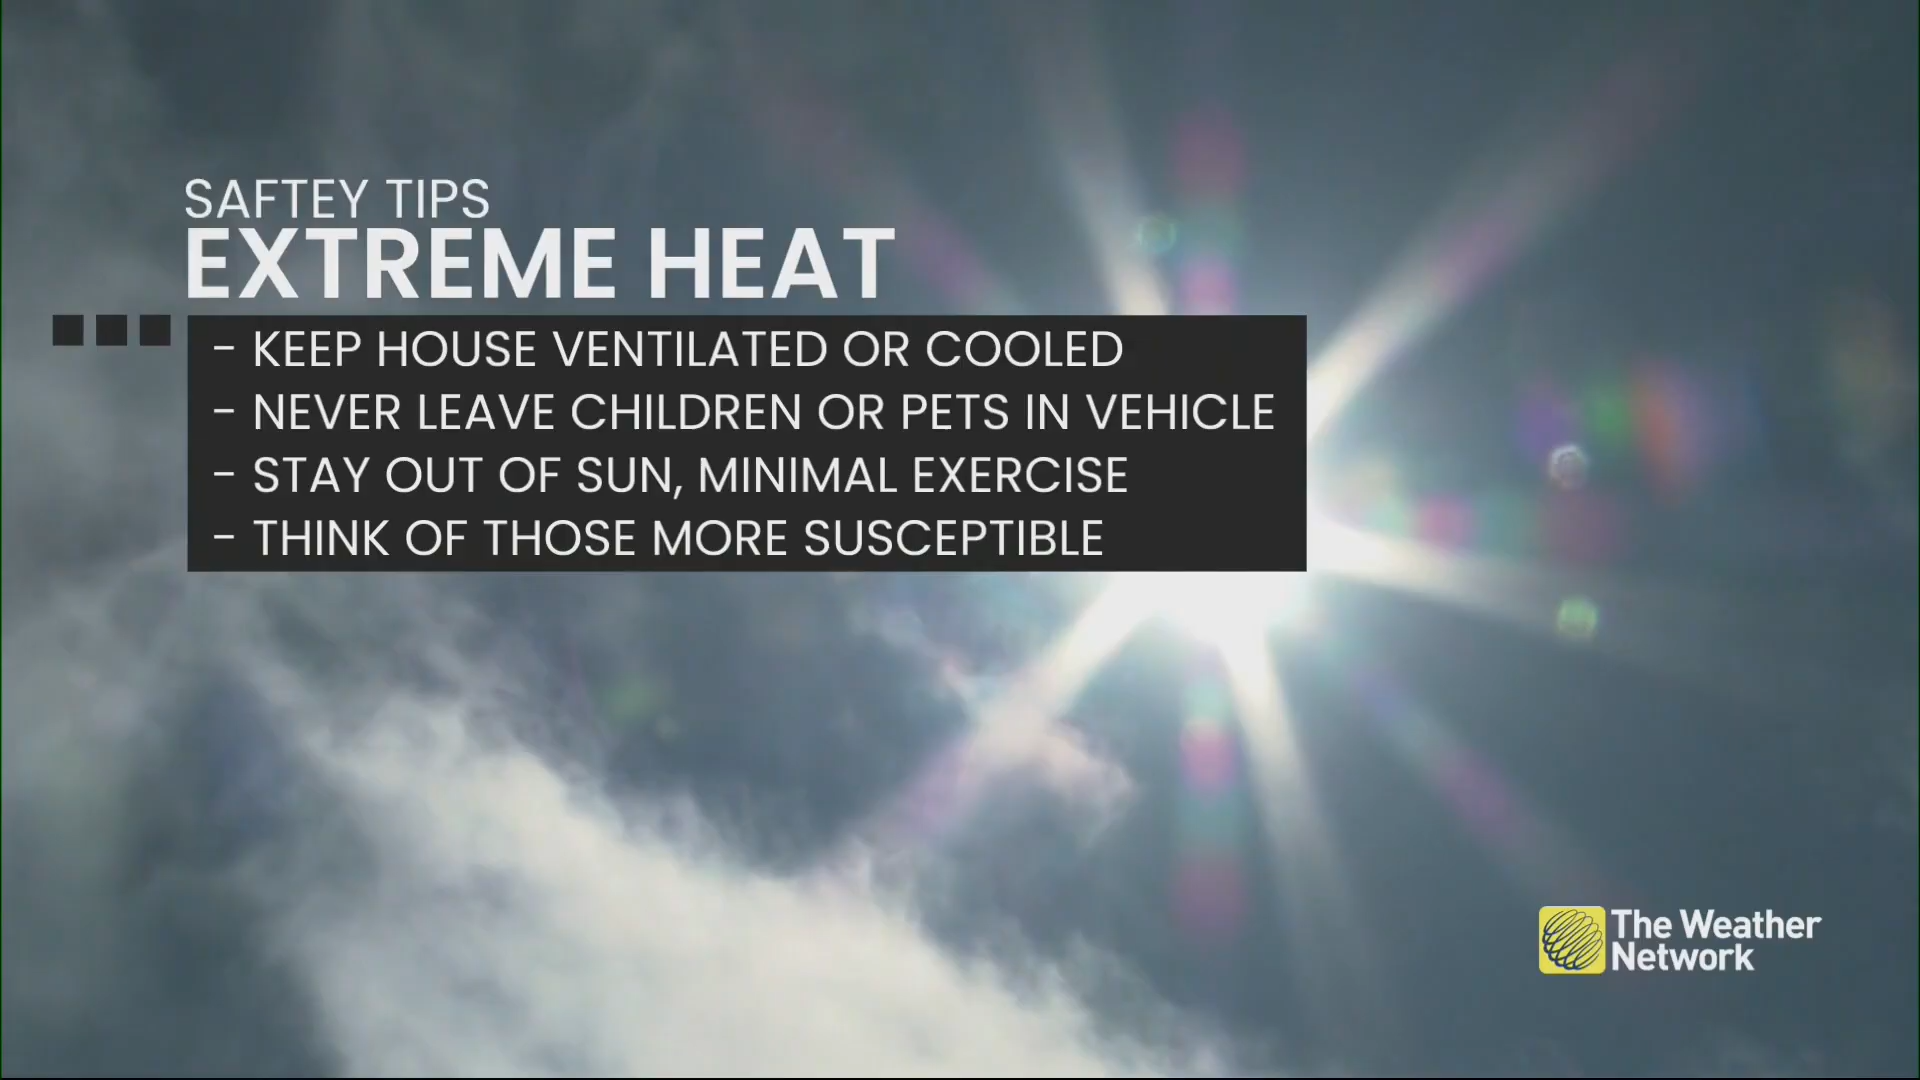 SAFTEY TIPS
EXTREME HEAT
- KEEP HOUSE VENTILATED OR COOLED
- NEVER LEAVE CHILDREN OR PETS IN VEHICLE
- STAY OUT OF SUN, MINIMAL EXERCISE
- THINK OF THOSE MORE SUSCEPTIBLE
The Weather
Network